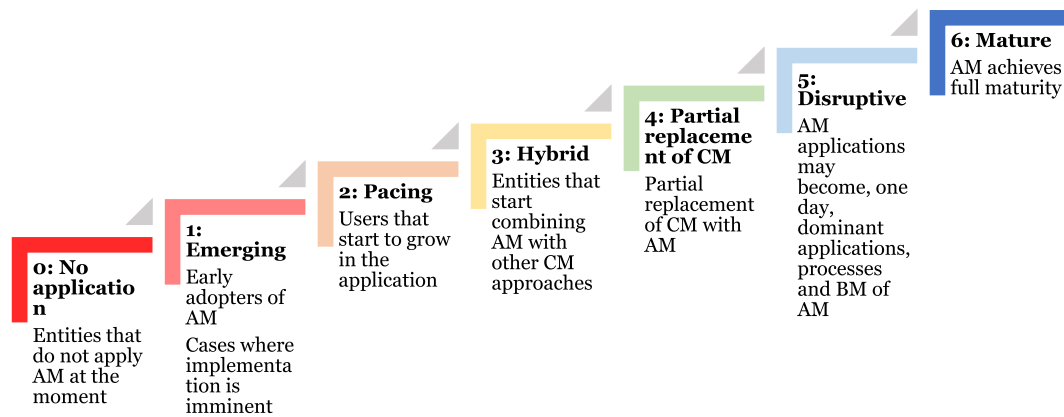 0: No
applicatio
n
Entities that
do not apply
AM at the
moment
1:
Emerging
Early
adopters of
AM
Cases where
implementa
tion is
imminent
2: Pacing
Users that
start to grow
in the
application
3: Hybrid
Entities that
start
combining
AM with
other CM
approaches
4: Partial
replaceme
nt of CM
Partial
replacement
of CM with
AM
5:
Disruptive
AM
applications
may
become, one
day,
dominant
applications,
processes
and BM of
AM
6: Mature
AM achieves
full maturity